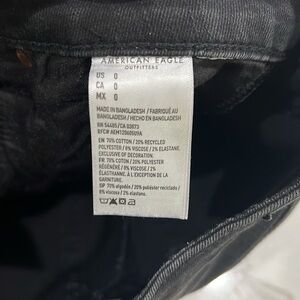 AMERICAN EAGLE
OUTFITTERS
US 0
CA 0
MX 0
MADE IN BANGLADESH / FABRIQUÉ AU
BANGLADESH / HECHO EN BANGLADESH
RN 54485/CA 03873
EN 70% COTTON / 20% RECYCLED
POLYESTER / 8% VISCOSE / 2% ELASTANE.
EXCLUSIVE OF DECORATION.
FR 70% COTON / 20% POLYESTER
RÉGÉNÉRÉ / 8% VISCOSE / 2%
ÉLASTHANNE. À L'EXCEPTION DE LA
GARNITURE.
SP 70% algodón / 20% poliéster reciclado /
8% viscosa / 2% elastano.